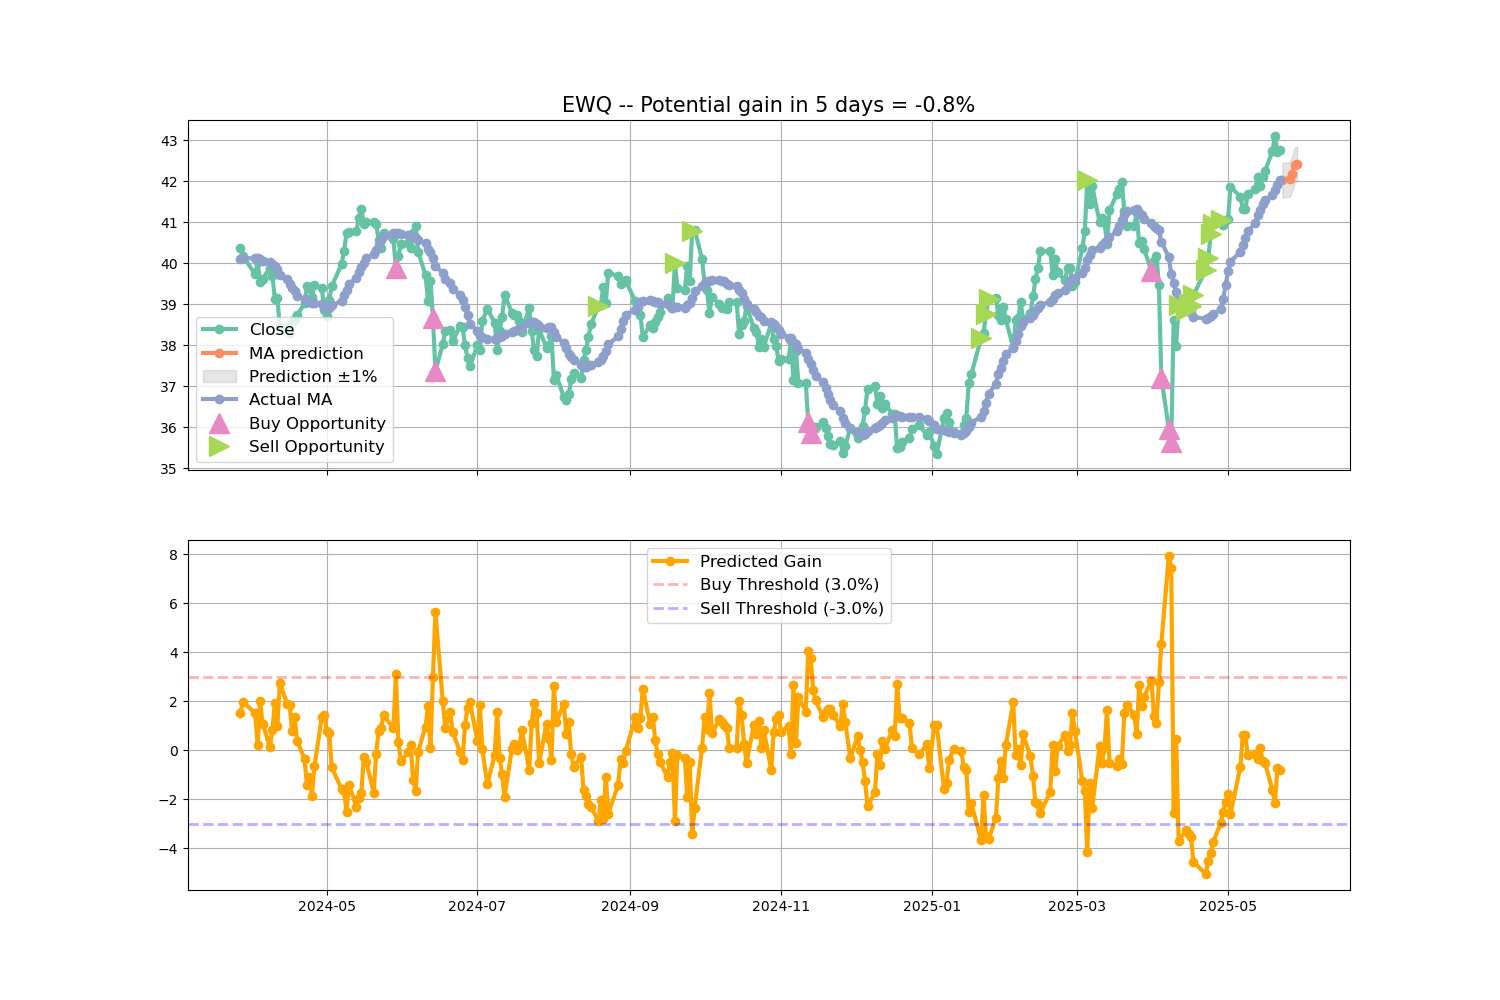 EWQ -- Potential gain in 5 days = -0.8%
43
42
41
40
39
38
37
36
35
Close
MA prediction
Prediction ±1%
Actual MA
Buy Opportunity
Sell Opportunity
8
6
4
2
0
−2
−4
Predicted Gain
Buy Threshold (3.0%)
Sell Threshold (-3.0%)
2024-05
2024-07
2024-09
2024-11
2025-01
2025-03
2025-05